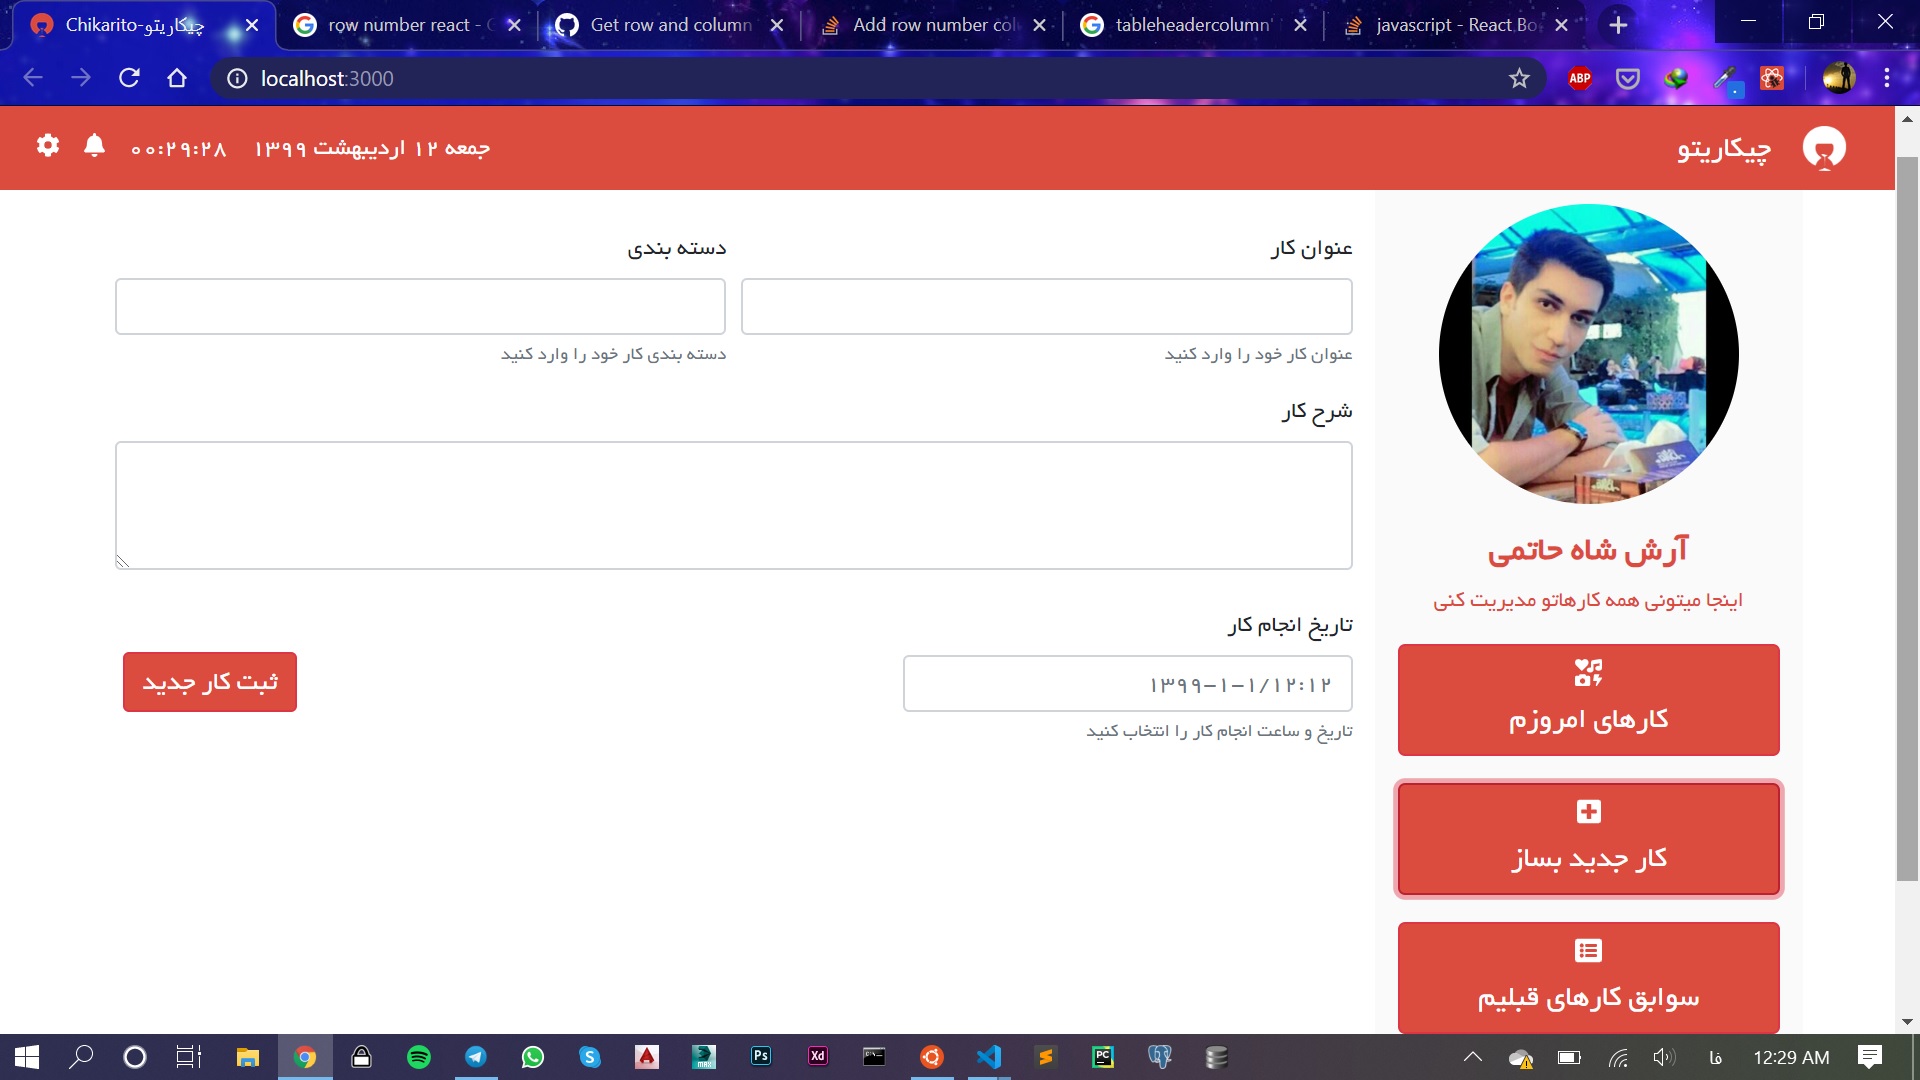 Chikarito-چیکاریتو
row number react -
Get row and column
Add row number col
tableheadercolumn'
javascript - React Bo
localhost:3000
ABP
چیکاریتو
جمعه ۱۲ اردیبهشت ۱۳۹۹
۰۰:۲۹:۲۸
عنوان کار
دسته بندی
عنوان کار خود را وارد کنید
دسته بندی کار خود را وارد کنید
شرح کار
تاریخ انجام کار
۱۳۹۹-۱-۱/۱۲:۱۲
تاریخ و ساعت انجام کار را انتخاب کنید
ثبت کار جدید
آرش شاه حاتمی
اینجا میتونی همه کارهاتو مدیریت کنی
کارهای امروزم
کار جدید بساز
سوابق کارهای قبلیم
Ps
Xd
PC
فا
12:29 AM